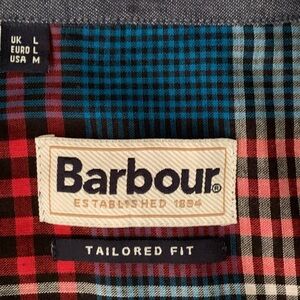 UK L
EURO L
USA M
Barbour®
ESTABLISHED 1894
TAILORED FIT